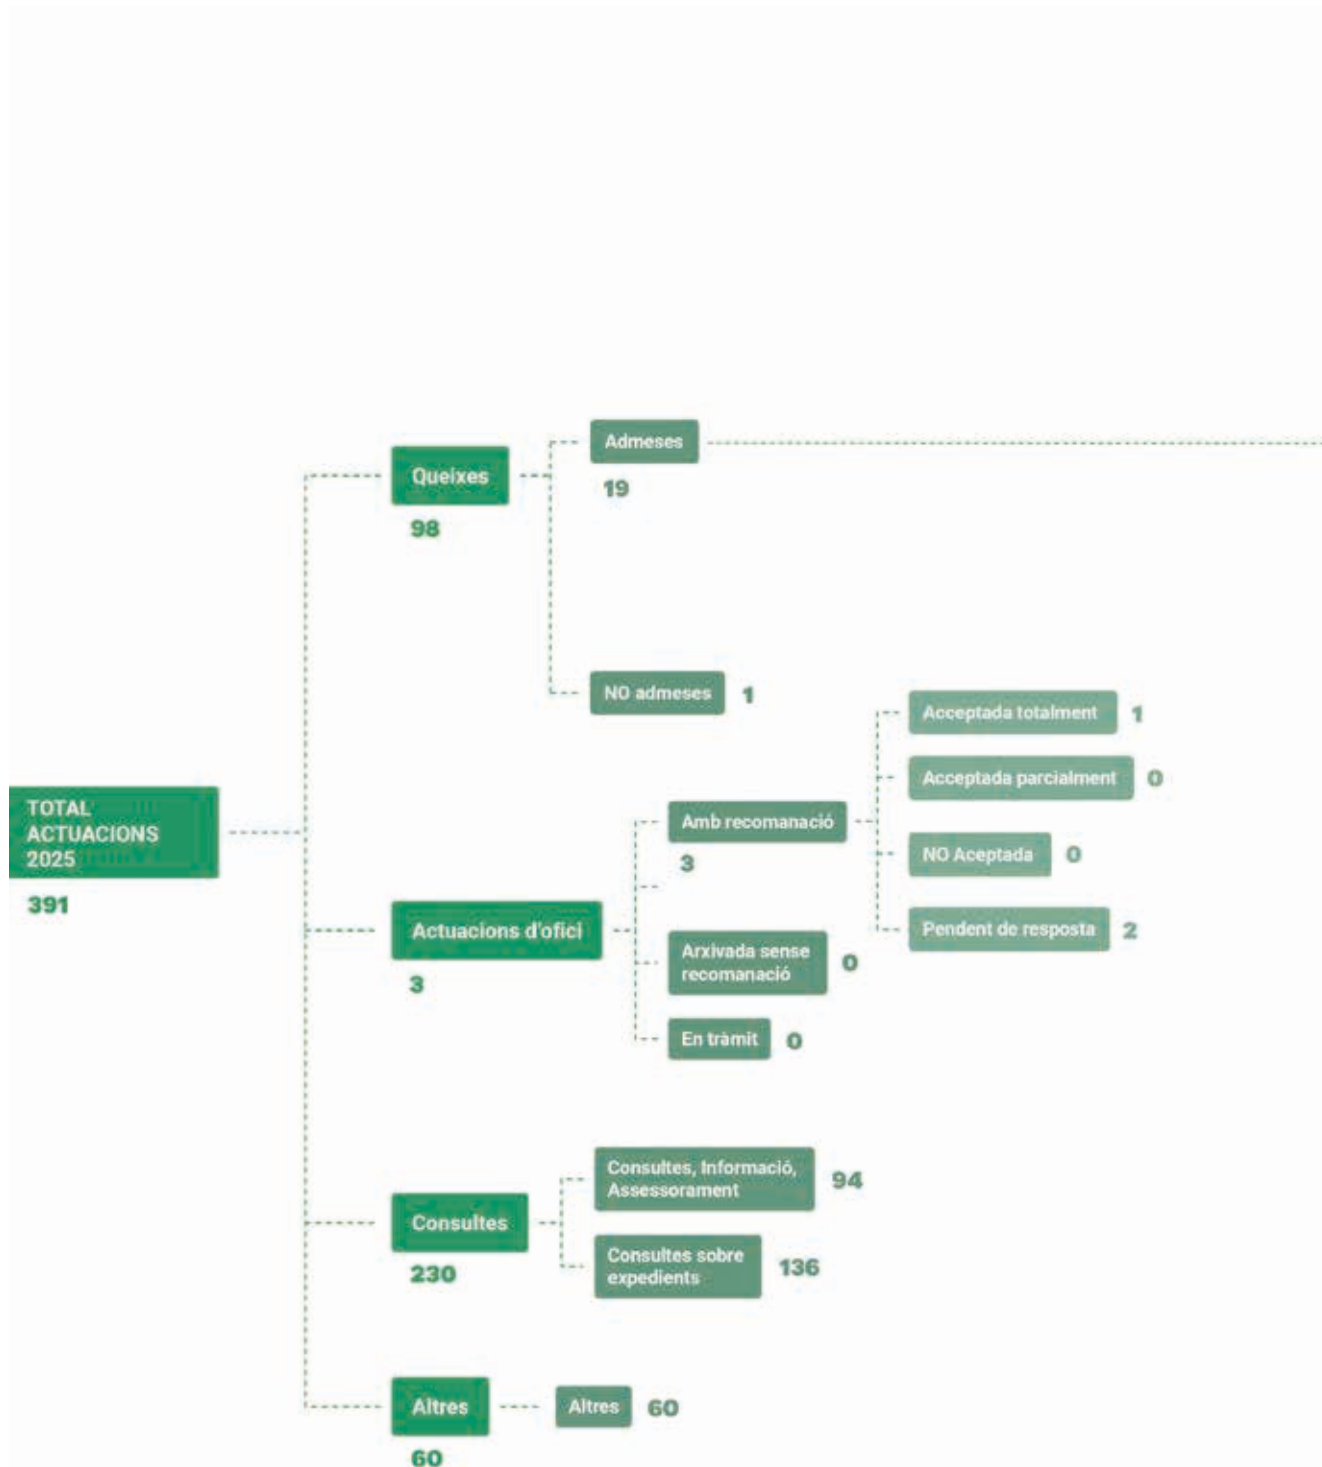 Admeses
19
Queixes
98
NO admeses 1
Acceptada totalment 1
Acceptada parcialment 0
NO Aceptada 0
Pendent de resposta 2
TOTAL
ACTUACIONS
2025
391
Amb recomanació
3
Actuacions d'ofici
3
Arxivada sense
recomanació 0
En tràmit 0
Consultes, Informació,
Assessorament 94
Consultes
230
Consultes sobre
expedients 136
Altres
60
Altres 60